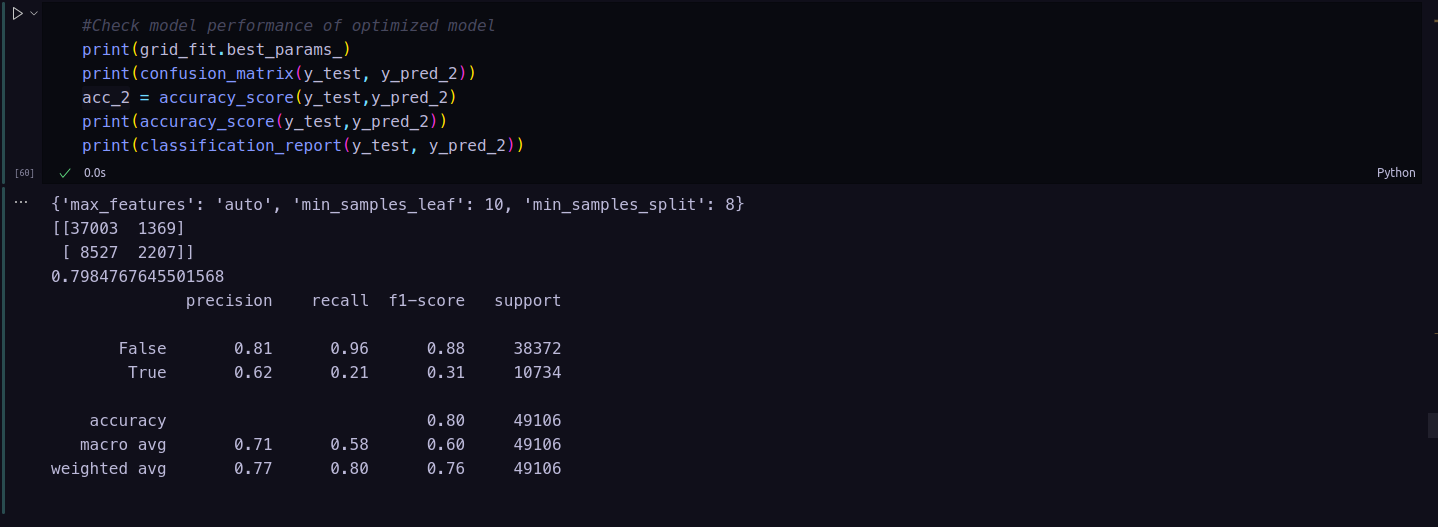 #Check model performance of optimized model
print(grid_fit.best_params_)
print(confusion_matrix(y_test, y_pred_2))
acc_2 = accuracy_score(y_test,y_pred_2)
print(accuracy_score(y_test,y_pred_2))
print(classification_report(y_test, y_pred_2))
[60] 0.0s Python
{'max_features': 'auto', 'min_samples_leaf': 10, 'min_samples_split': 8}
[[37003  1369]
 [ 8527  2207]]
0.7984767645501568
              precision    recall  f1-score   support
       False       0.81      0.96      0.88     38372
        True       0.62      0.21      0.31     10734
    accuracy                           0.80     49106
   macro avg       0.71      0.58      0.60     49106
weighted avg       0.77      0.80      0.76     49106